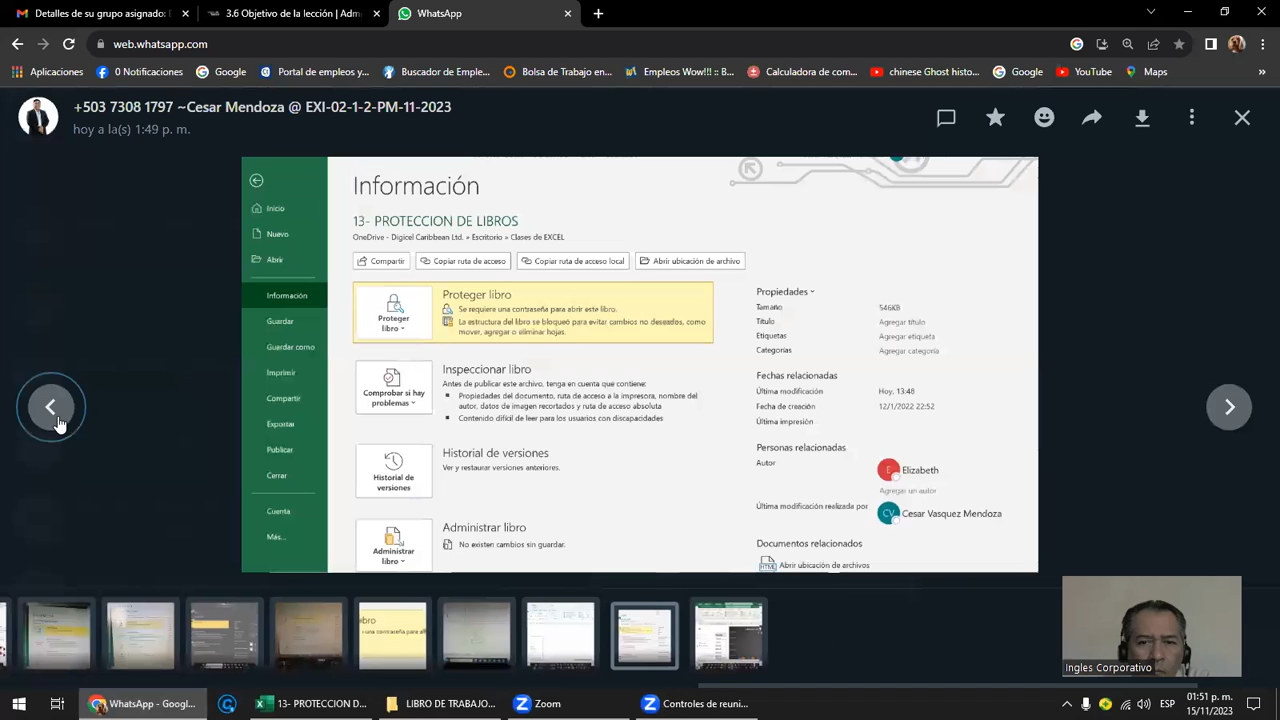 Detalles de su grupo asignado:
3.6 Objetivo de la lección | Adm
WhatsApp
web.whatsapp.com
Aplicaciones
0 Notificacion...
Google
Portal de empleos y...
Buscador de Emple...
Bolsa de Trabajo en...
Empleos Wow!!! :: B...
Calculadora de com...
chinese Ghost histo...
Google
YouTube
Maps
+503 7308 1797 ~Cesar Mendoza @ EXI-02-1-2-PM-11-2023
hoy a la(s) 1:49 p. m.
Inicio
Nuevo
Abrir
Información
Guardar
Guardar como
Imprimir
Compartir
Exportar
Publicar
Cerrar
Cuenta
Más...
Información
13- PROTECCION DE LIBROS
OneDrive - Digicel Caribbean Ltd. » Escritorio » Clases de EXCEL
Compartir
Copiar ruta de acceso
Copiar ruta de acceso local
Abrir ubicación de archivo
Proteger libro
Proteger libro
Se requiere una contraseña para abrir este libro.
La estructura del libro se bloqueó para evitar cambios no deseados, como
mover, agregar o eliminar hojas.
Comprobar si hay problemas
Inspeccionar libro
Antes de publicar este archivo, tenga en cuenta que contiene:
Propiedades del documento, ruta de acceso a la impresora, nombre del
autor, datos de imagen recortados y ruta de acceso absoluta
Contenido difícil de leer para los usuarios con discapacidades
Historial de versiones
Historial de versiones
Ver y restaurar versiones anteriores.
Administrar libro
Administrar libro
No existen cambios sin guardar.
Propiedades
Tamaño 546KB
Título Agregar título
Etiquetas Agregar etiqueta
Categorías Agregar categoría
Fechas relacionadas
Última modificación Hoy, 13:48
Fecha de creación 12/1/2022 22:52
Última impresión
Personas relacionadas
Autor
E Elizabeth
Agregar un autor
Última modificación realizada por
CV Cesar Vasquez Mendoza
Documentos relacionados
Abrir ubicación de archivos
Ingles Corporativo
WhatsApp - Googl...
13- PROTECCION D...
LIBRO DE TRABAJO...
Zoom
Controles de reuni...
ESP
01:51 p. m.
15/11/2023